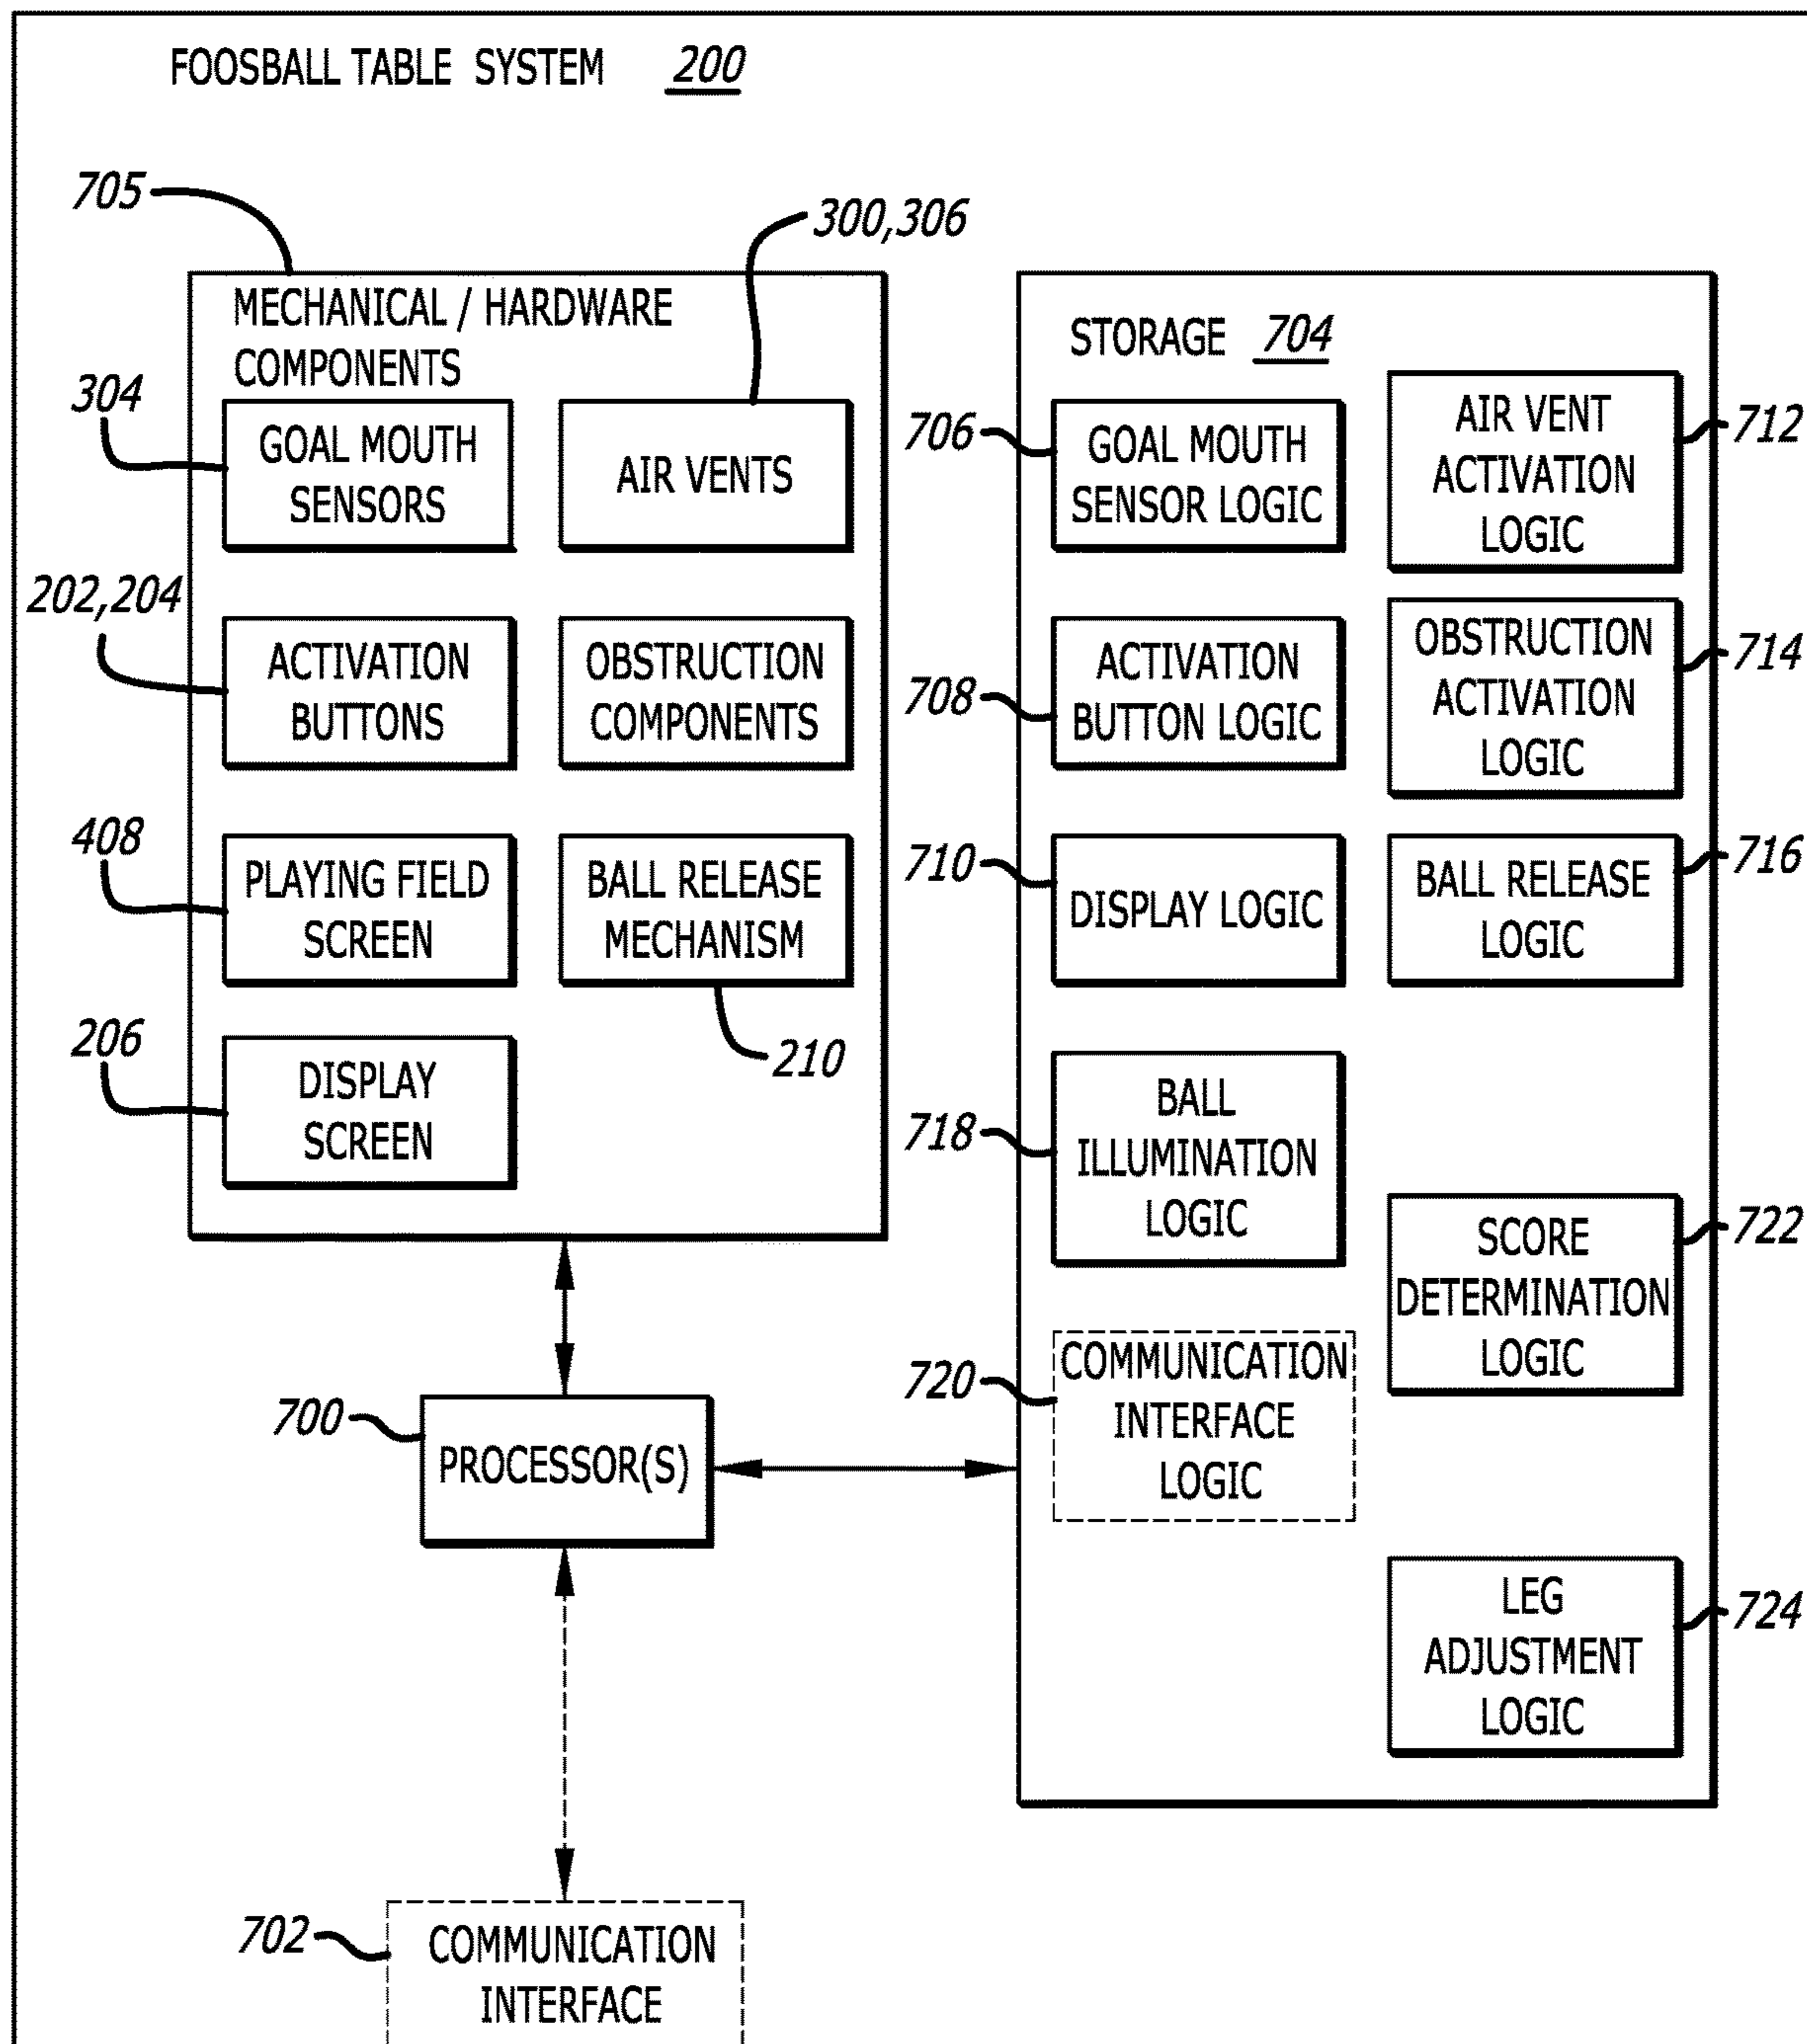 FOOSBALL TABLE SYSTEM 200
705
300,306
MECHANICAL / HARDWARE
COMPONENTS
304
GOAL MOUTH
SENSORS
AIR VENTS
202,204
ACTIVATION
BUTTONS
OBSTRUCTION
COMPONENTS
408
PLAYING FIELD
SCREEN
BALL RELEASE
MECHANISM
206
DISPLAY
SCREEN
210
STORAGE 704
706
GOAL MOUTH
SENSOR LOGIC
AIR VENT
ACTIVATION
LOGIC
712
708
ACTIVATION
BUTTON LOGIC
OBSTRUCTION
ACTIVATION
LOGIC
714
710
DISPLAY LOGIC
BALL RELEASE
LOGIC
716
718
BALL
ILLUMINATION
LOGIC
SCORE
DETERMINATION
LOGIC
722
720
COMMUNICATION
INTERFACE
LOGIC
LEG
ADJUSTMENT
LOGIC
724
700
PROCESSOR(S)
702
COMMUNICATION
INTERFACE